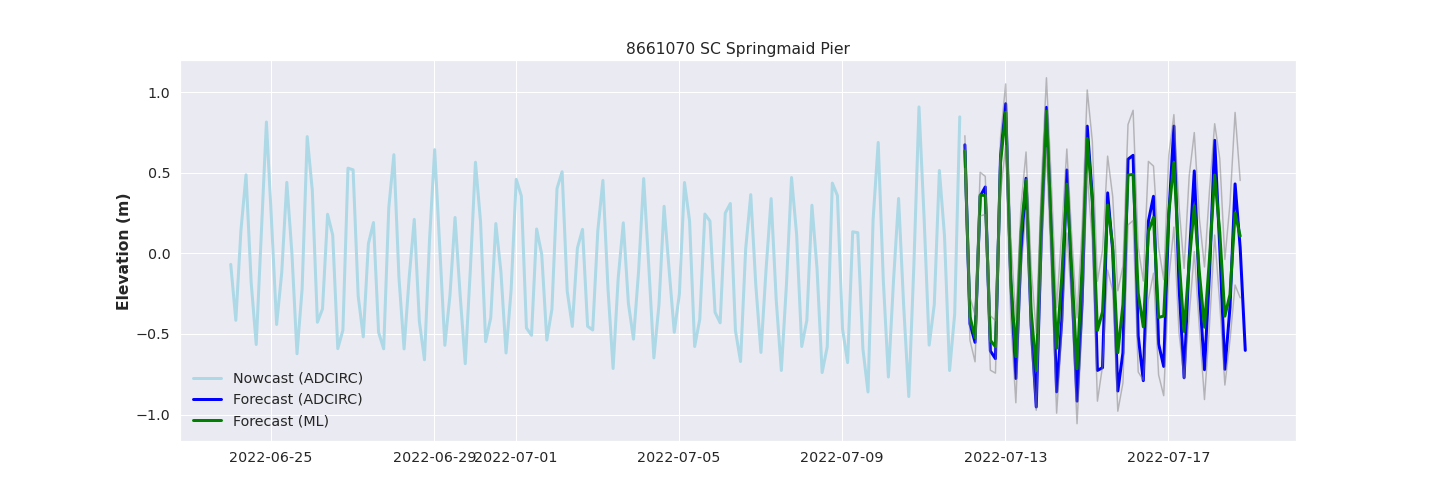 8661070 SC Springmaid Pier
Elevation (m)
1.0
0.5
0.0
−0.5
−1.0
Nowcast (ADCIRC)
Forecast (ADCIRC)
Forecast (ML)
2022-06-25 2022-06-29 2022-07-01 2022-07-05 2022-07-09 2022-07-13 2022-07-17